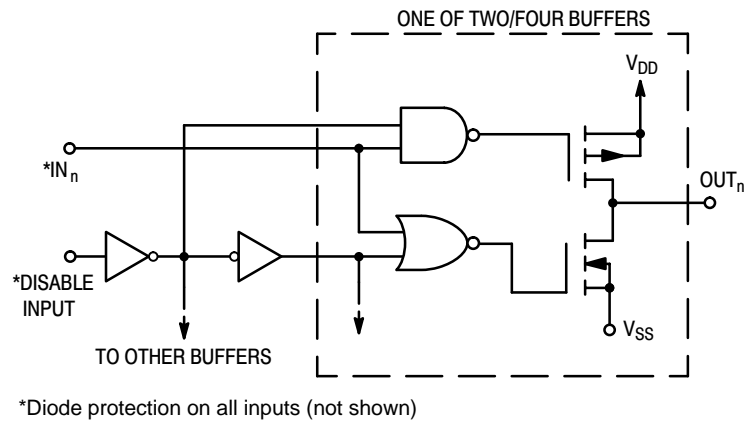 ONE OF TWO/FOUR BUFFERS
VDD
*INn
OUTn
*DISABLE
INPUT
VSS
TO OTHER BUFFERS
*Diode protection on all inputs (not shown)